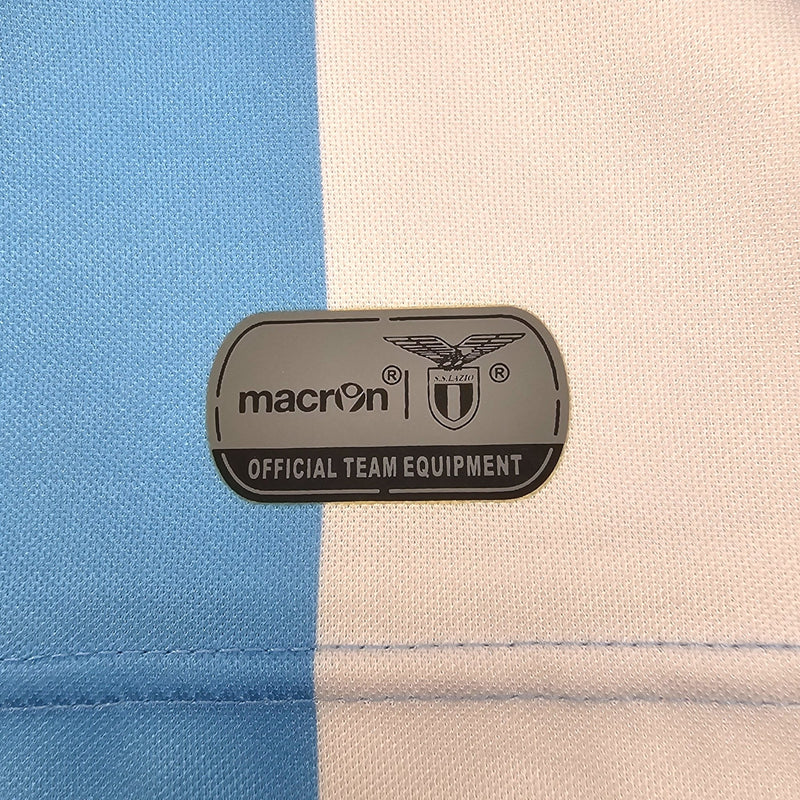 macron® | ®
S.S.LAZIO
OFFICIAL TEAM EQUIPMENT